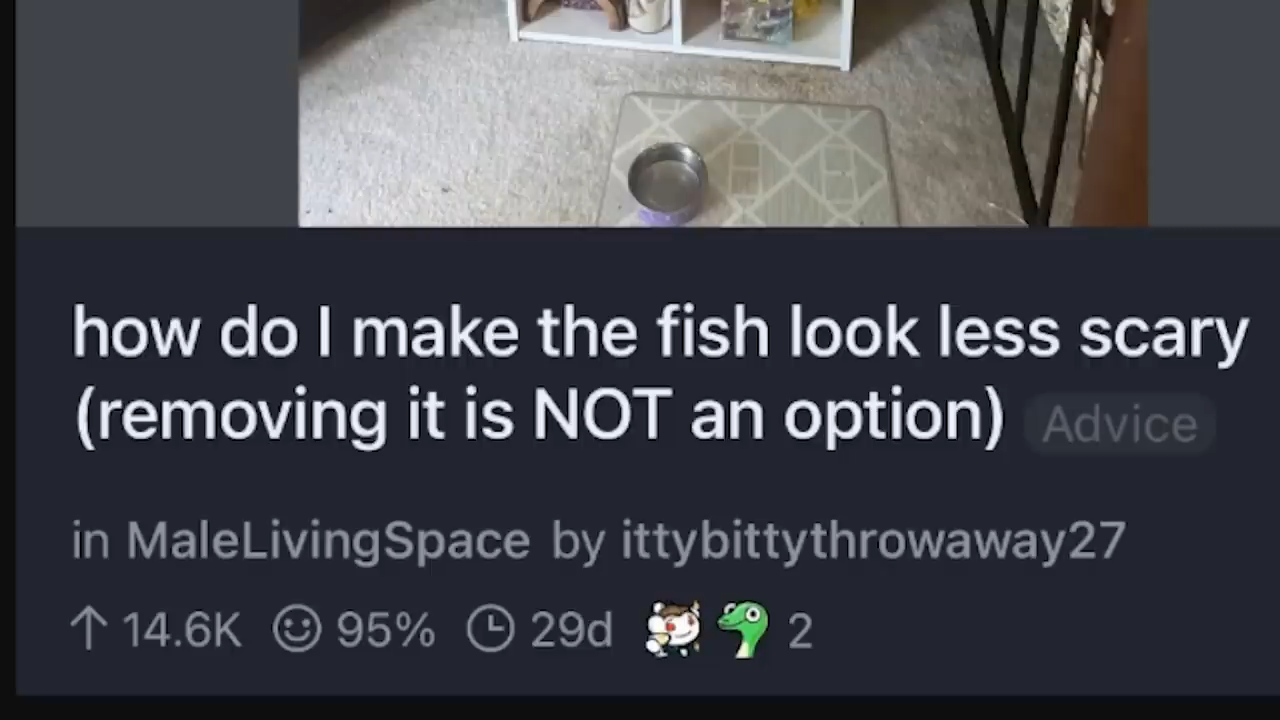 how do I make the fish look less scary
(removing it is NOT an option) Advice
in MaleLivingSpace by ittybittythrowaway27
14.6K 95% 29d 2